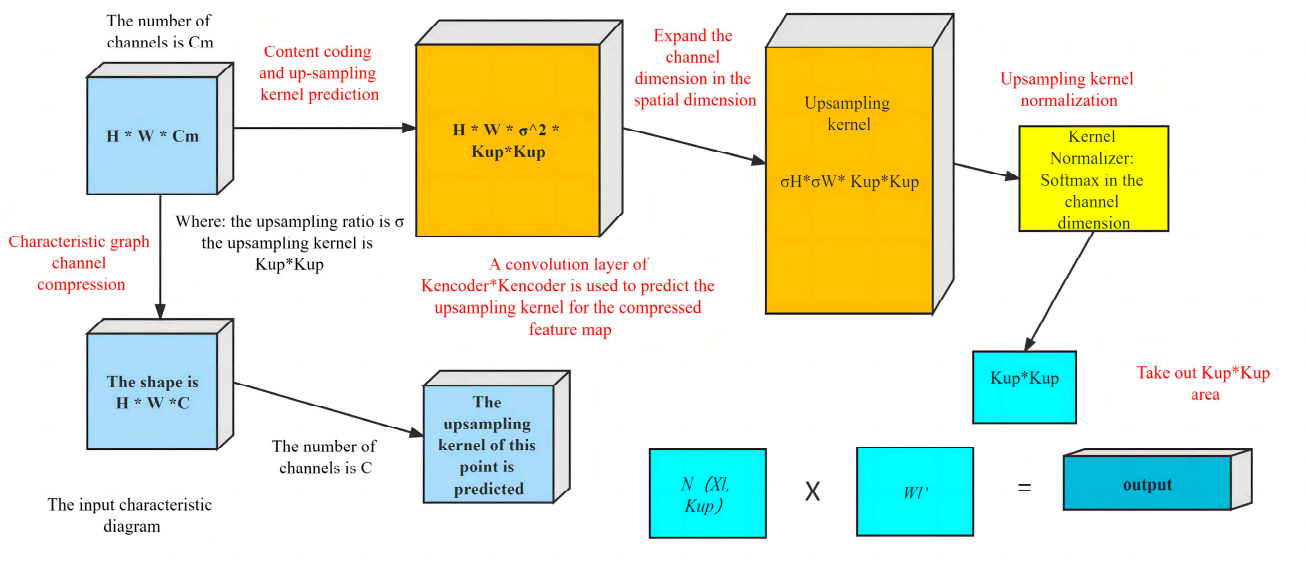 The number of
channels is Cm
H * W * Cm
Content coding
and up-sampling
kernel prediction
H * W * σ^2 *
Kup*Kup
Expand the
channel
dimension in the
spatial dimension
Upsampling
kernel
σH*σW* Kup*Kup
Upsampling kernel
normalization
Kernel
Normalizer:
Softmax in the
channel
dimension
Where: the upsampling ratio is σ
the upsampling kernel is
Kup*Kup
Characteristic graph
channel
compression
A convolution layer of
Kencoder*Kencoder is used to predict the
upsampling kernel for the compressed
feature map
The shape is
H * W *C
The number of
channels is C
The
upsampling
kernel of this
point is
predicted
Kup*Kup
Take out Kup*Kup
area
The input characteristic
diagram
N (Xl,
Kup)
X
Wl'
=
output